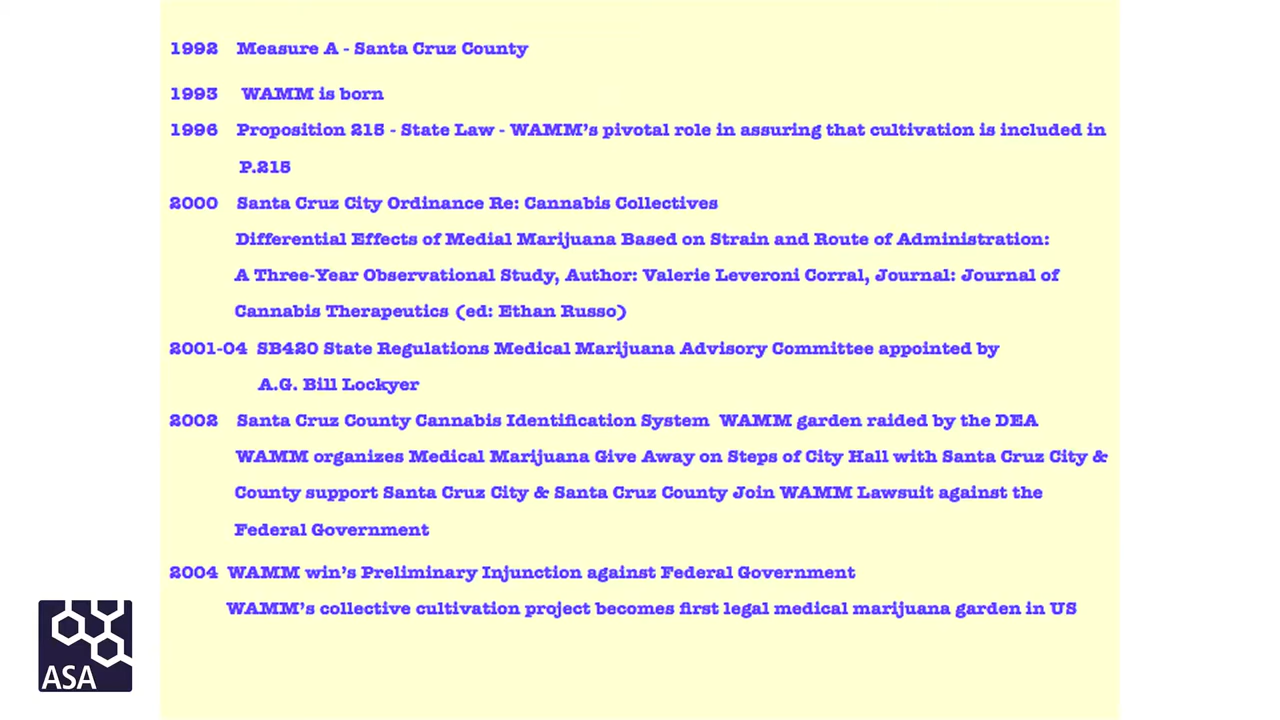 1992 Measure A - Santa Cruz County
1993 WAMM is born
1996 Proposition 215 - State Law - WAMM's pivotal role in assuring that cultivation is included in
P.215
2000 Santa Cruz City Ordinance Re: Cannabis Collectives
Differential Effects of Medial Marijuana Based on Strain and Route of Administration:
A Three-Year Observational Study, Author: Valerie Leveroni Corral, Journal: Journal of
Cannabis Therapeutics (ed: Ethan Russo)
2001-04 SB420 State Regulations Medical Marijuana Advisory Committee appointed by
A.G. Bill Lockyer
2002 Santa Cruz County Cannabis Identification System WAMM garden raided by the DEA
WAMM organizes Medical Marijuana Give Away on Steps of City Hall with Santa Cruz City &
County support Santa Cruz City & Santa Cruz County Join WAMM Lawsuit against the
Federal Government
2004 WAMM win's Preliminary Injunction against Federal Government
WAMM's collective cultivation project becomes first legal medical marijuana garden in US
ASA